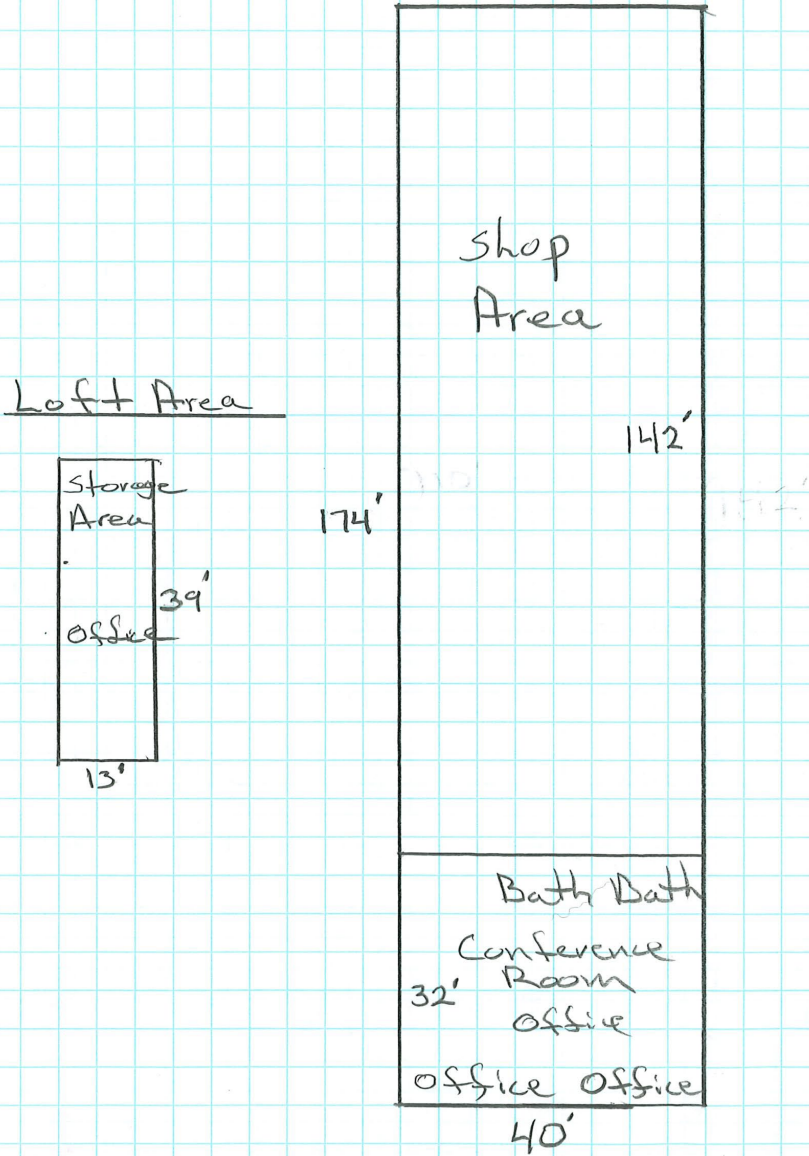 Shop
Area
Loft Area
142'
Storage
Area
174'
39'
Office
13'
Bath Bath
Conference
Room
32'
Office
Office Office
40'